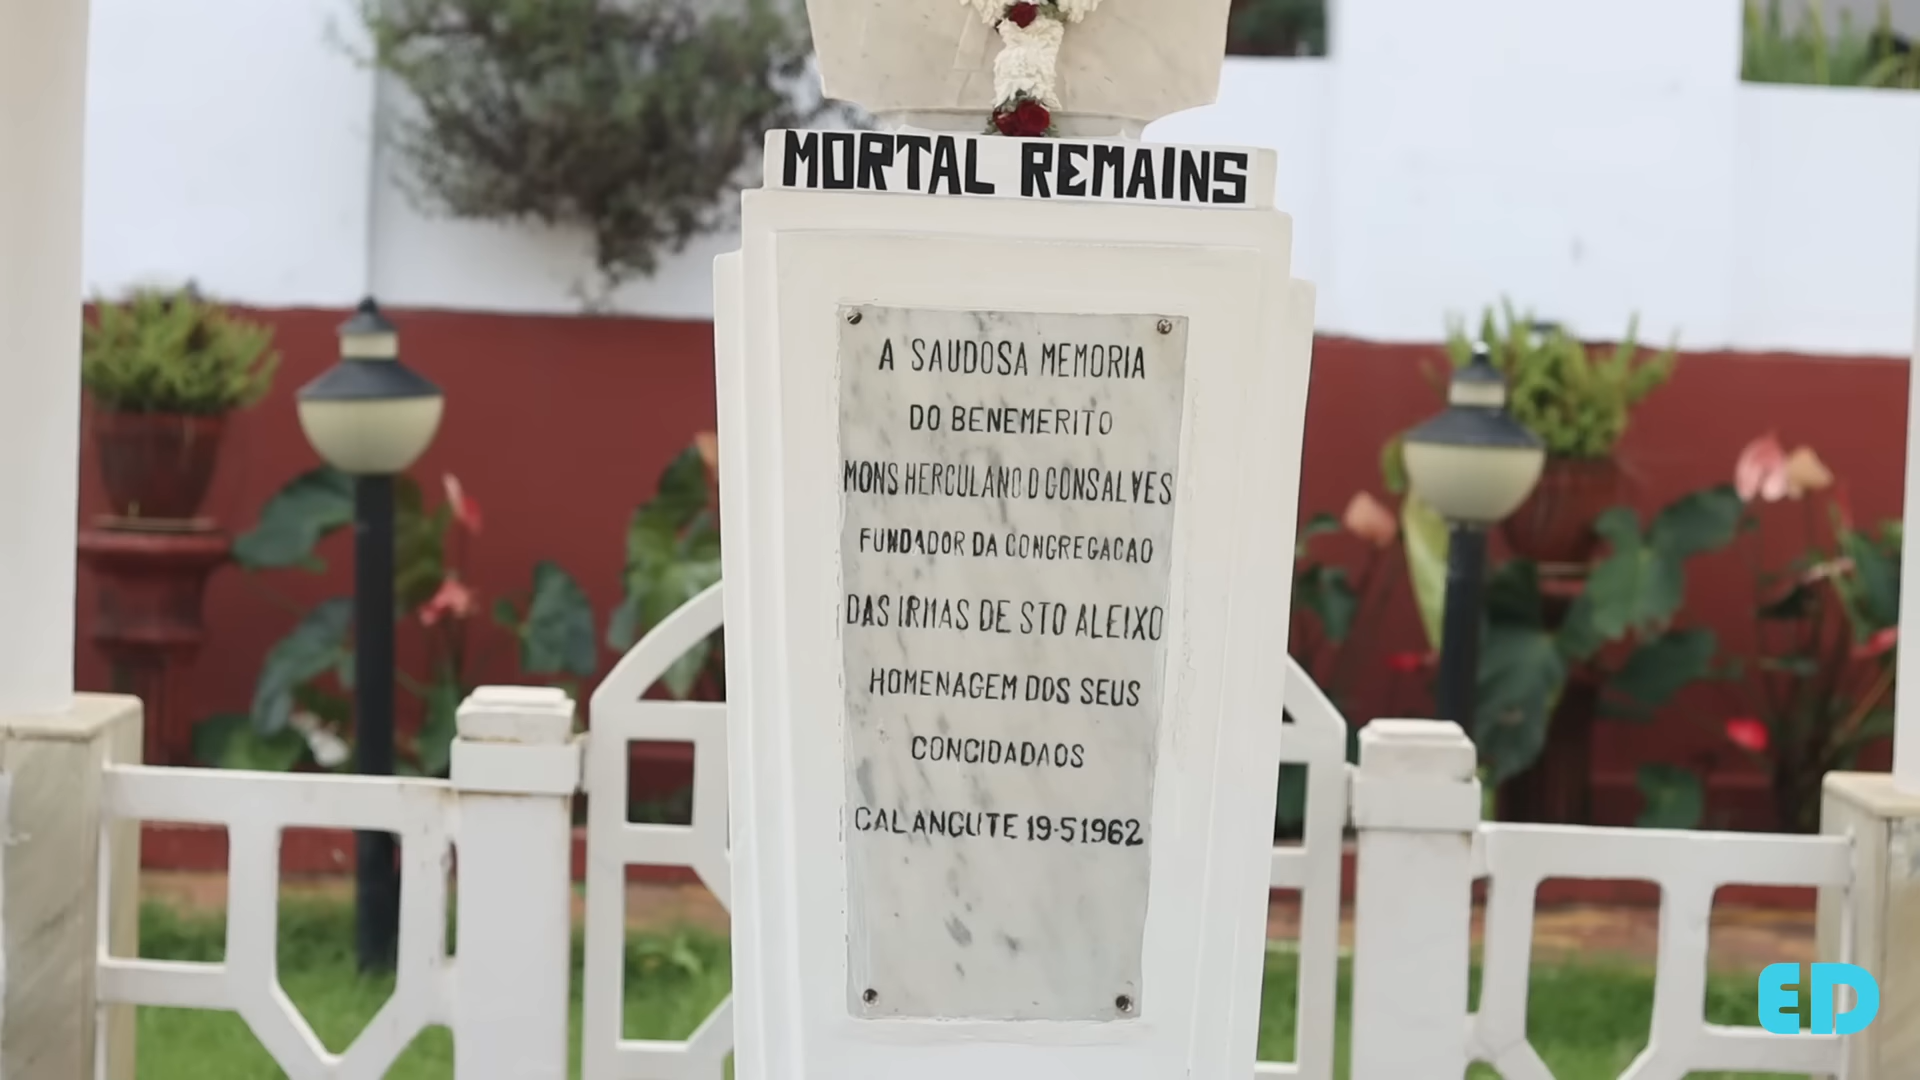 MORTAL REMAINS
A SAUDOSA MEMORIA
DO BENEMERITO
MONS HERCULANO D GONSALVES
FUNDADOR DA CONGREGACAO
DAS IRMAS DE STO ALEIXO
HOMENAGEM DOS SEUS
CONCIDADAOS
CALANGUTE 19-51962
ED